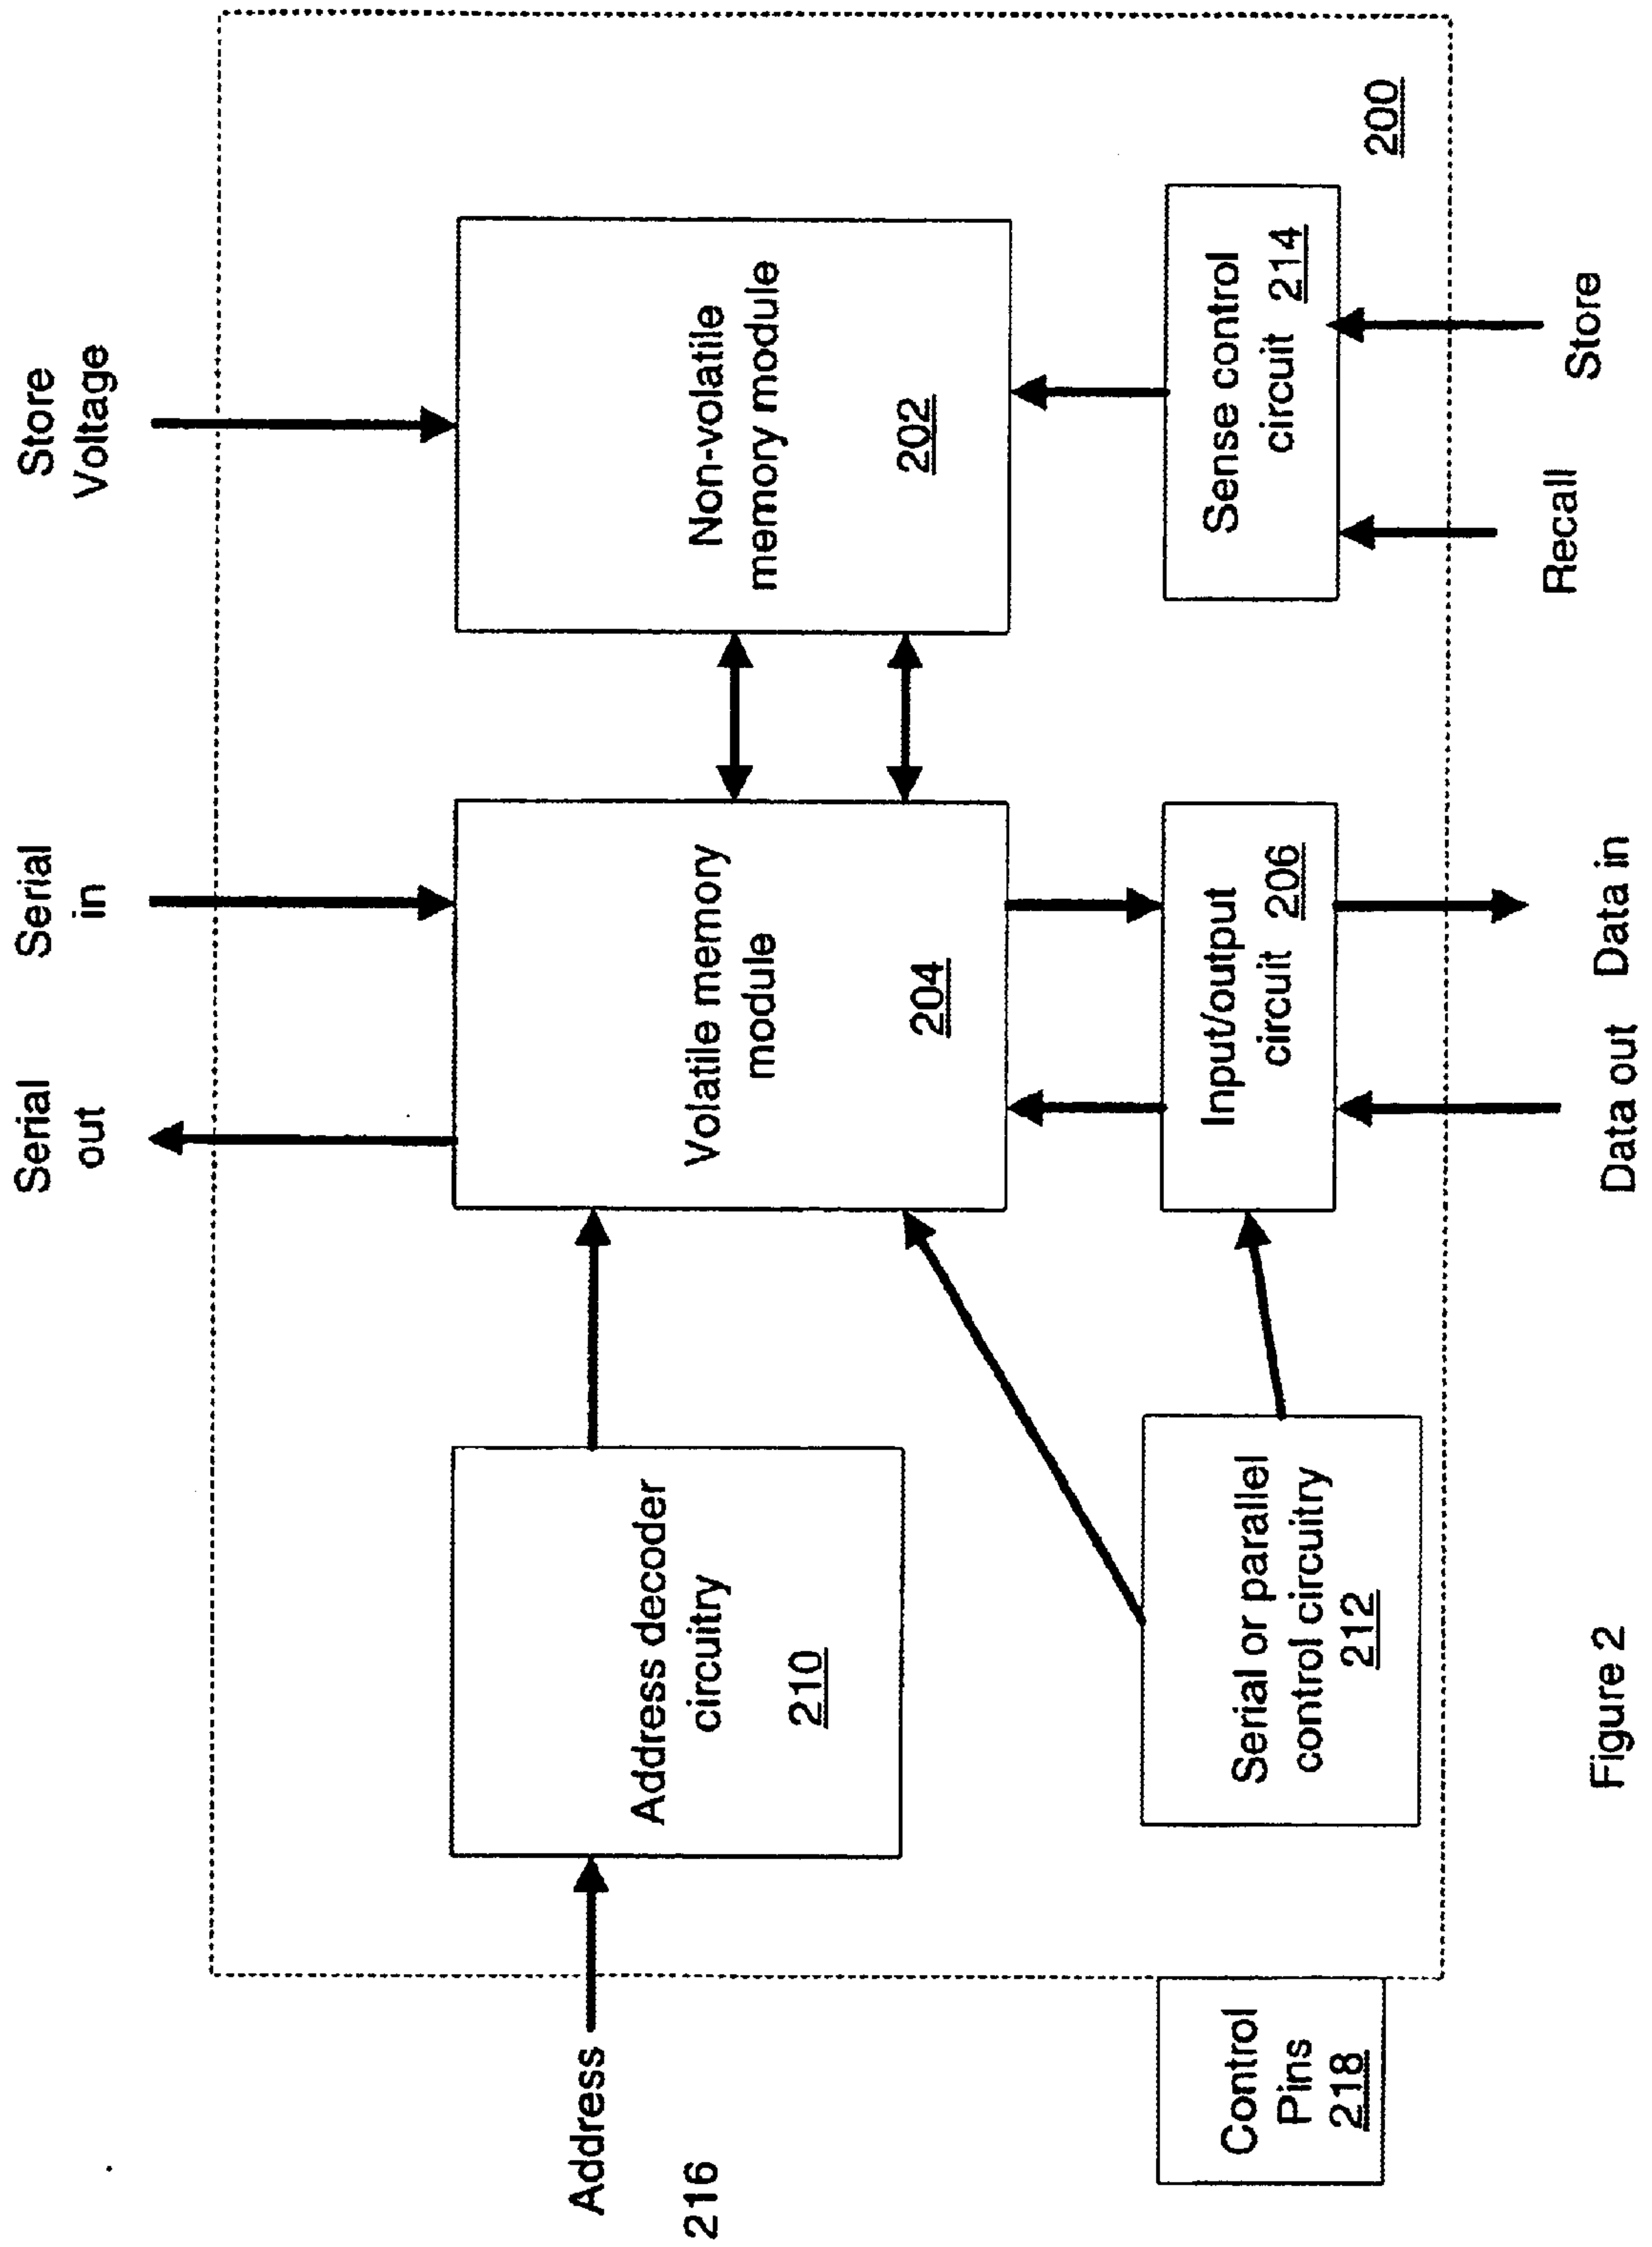 Serial
out
Serial
in
Store
Voltage
Address
216
Address decoder
circuitry
210
Volatile memory
module
204
Non-volatile
memory module
202
Control
Pins
218
Serial or parallel
control circuitry
212
Input/output
circuit 206
Sense control
circuit 214
200
Data out
Data in
Recall
Store
Figure 2